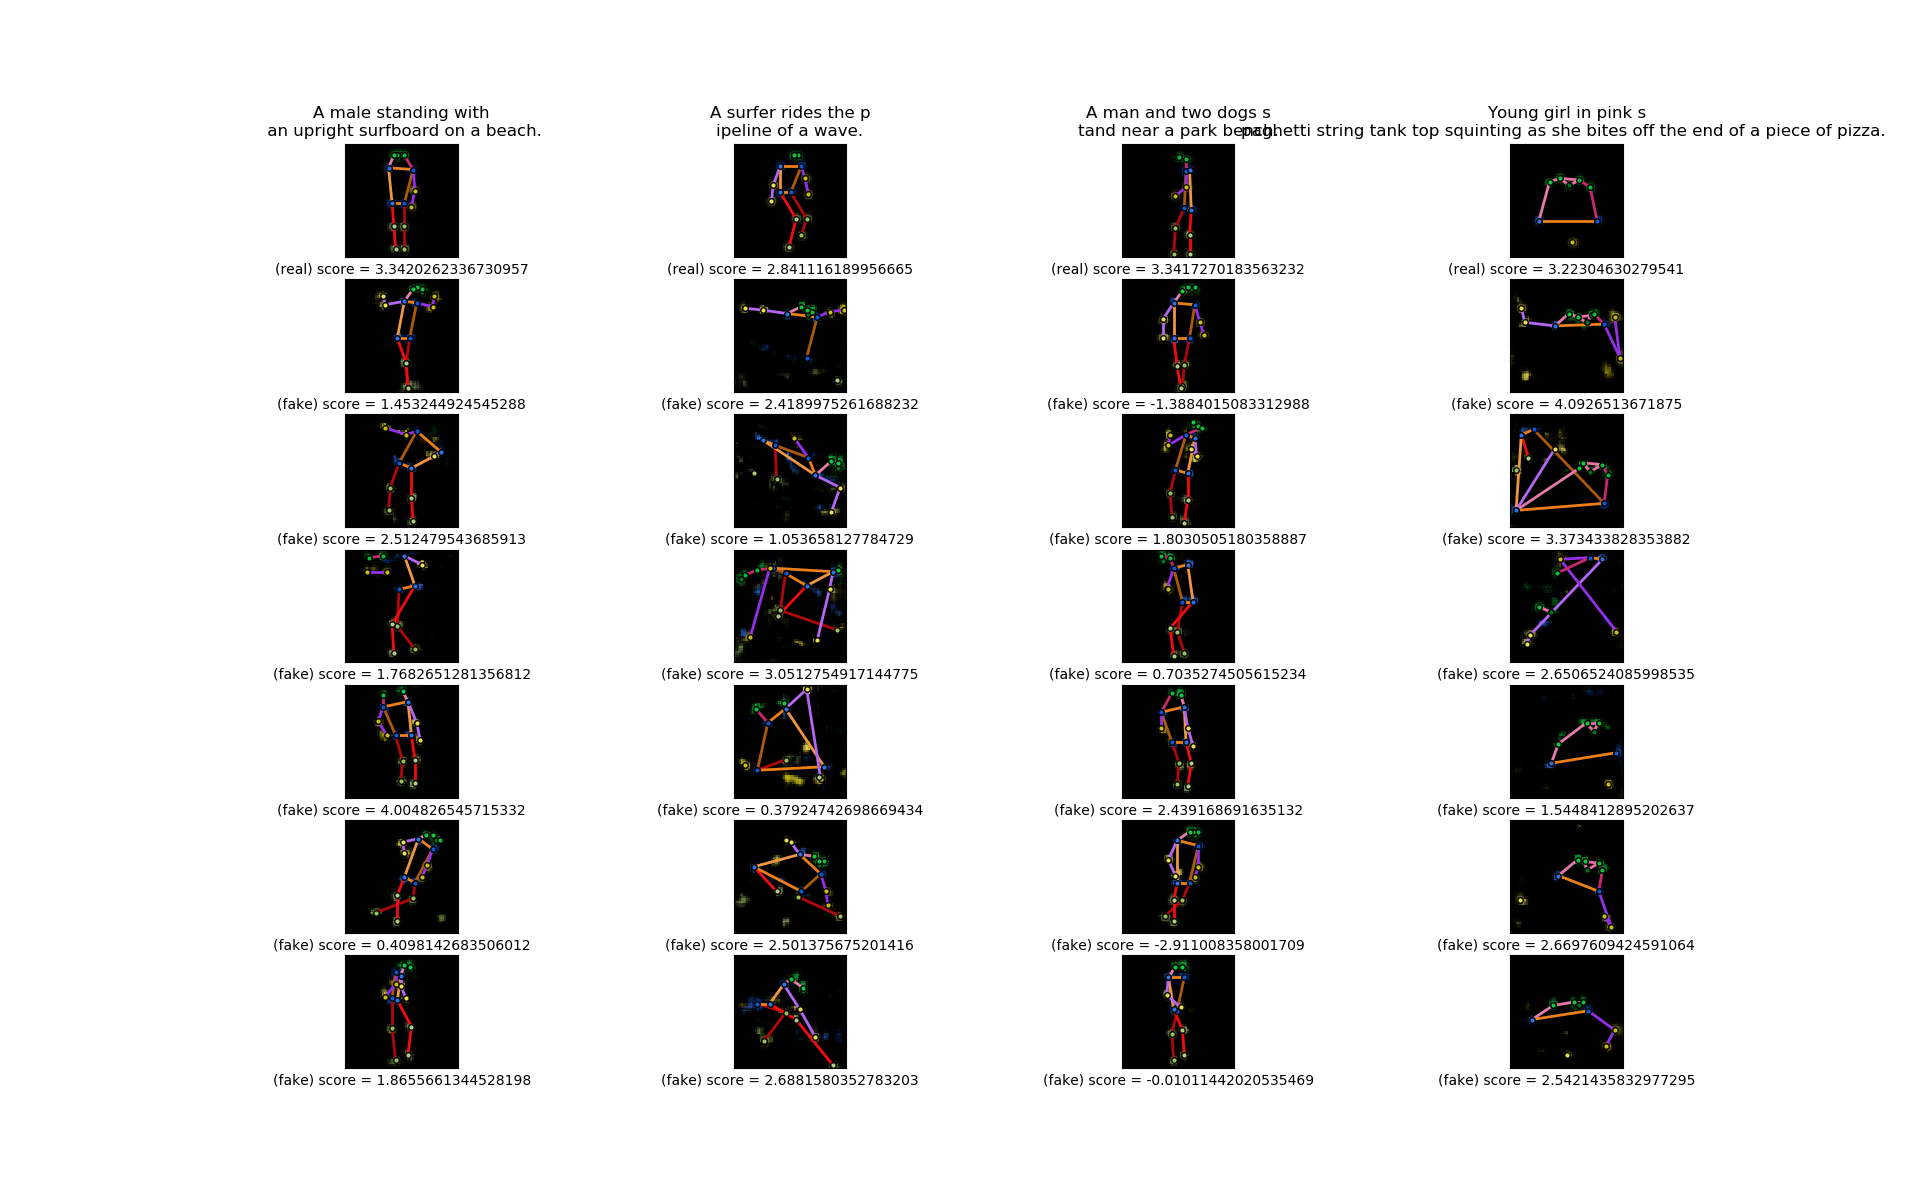 A male standing with
an upright surfboard on a beach.
A surfer rides the p
ipeline of a wave.
A man and two dogs s
tand near a park bench.
Young girl in pink s
paghetti string tank top squinting as she bites off the end of a piece of pizza.
(real) score = 3.3420262336730957
(real) score = 2.841116189956665
(real) score = 3.3417270183563232
(real) score = 3.22304630279541
(fake) score = 1.453244924545288
(fake) score = 2.4189975261688232
(fake) score = -1.3884015083312988
(fake) score = 4.0926513671875
(fake) score = 2.512479543685913
(fake) score = 1.053658127784729
(fake) score = 1.8030505180358887
(fake) score = 3.373433828353882
(fake) score = 1.7682651281356812
(fake) score = 3.0512754917144775
(fake) score = 0.7035274505615234
(fake) score = 2.6506524085998535
(fake) score = 4.004826545715332
(fake) score = 0.37924742698669434
(fake) score = 2.439168691635132
(fake) score = 1.5448412895202637
(fake) score = 0.4098142683506012
(fake) score = 2.501375675201416
(fake) score = -2.911008358001709
(fake) score = 2.6697609424591064
(fake) score = 1.8655661344528198
(fake) score = 2.6881580352783203
(fake) score = -0.01011442020535469
(fake) score = 2.5421435832977295